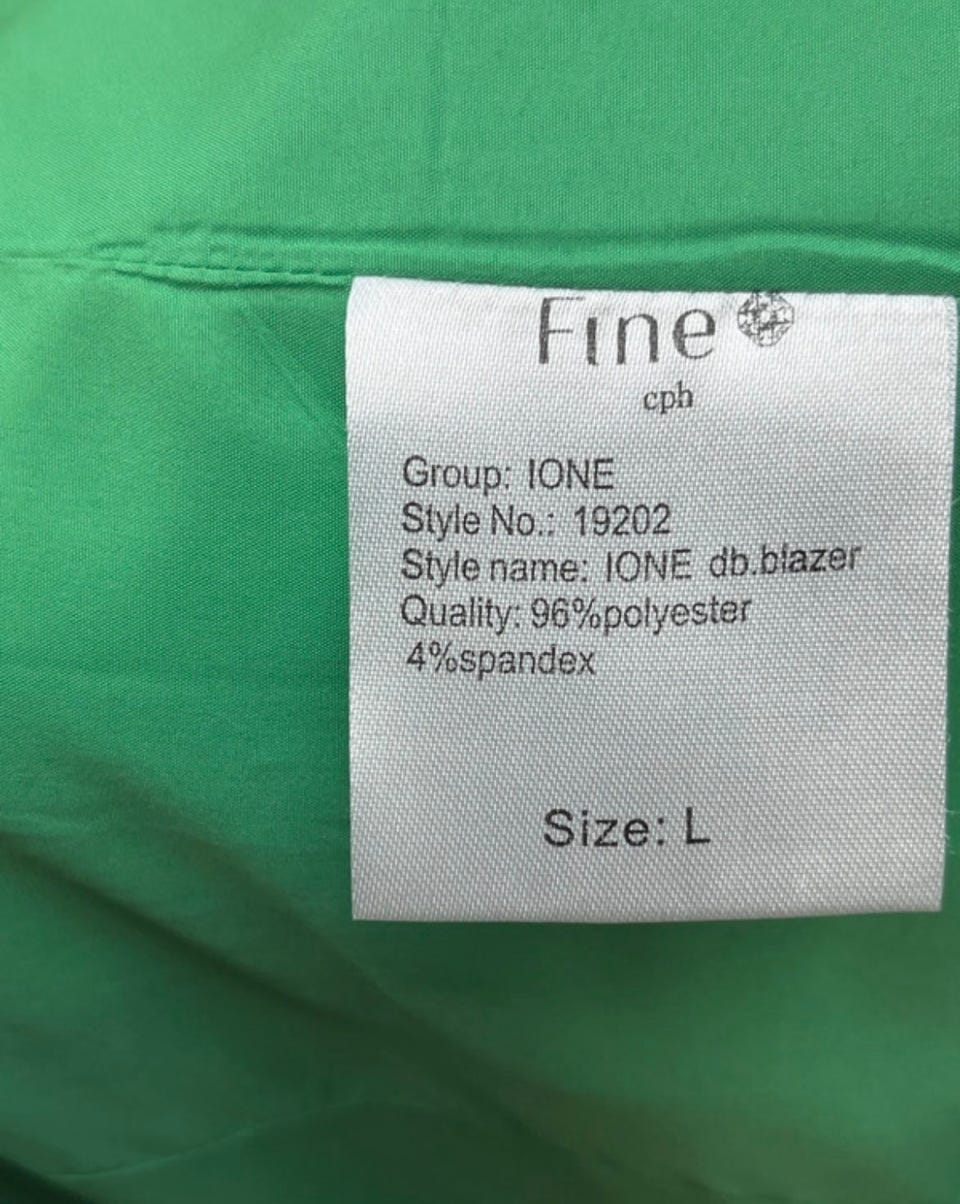 Fine
cph
Group: IONE
Style No.: 19202
Style name: IONE db.blazer
Quality: 96%polyester
4%spandex
Size: L